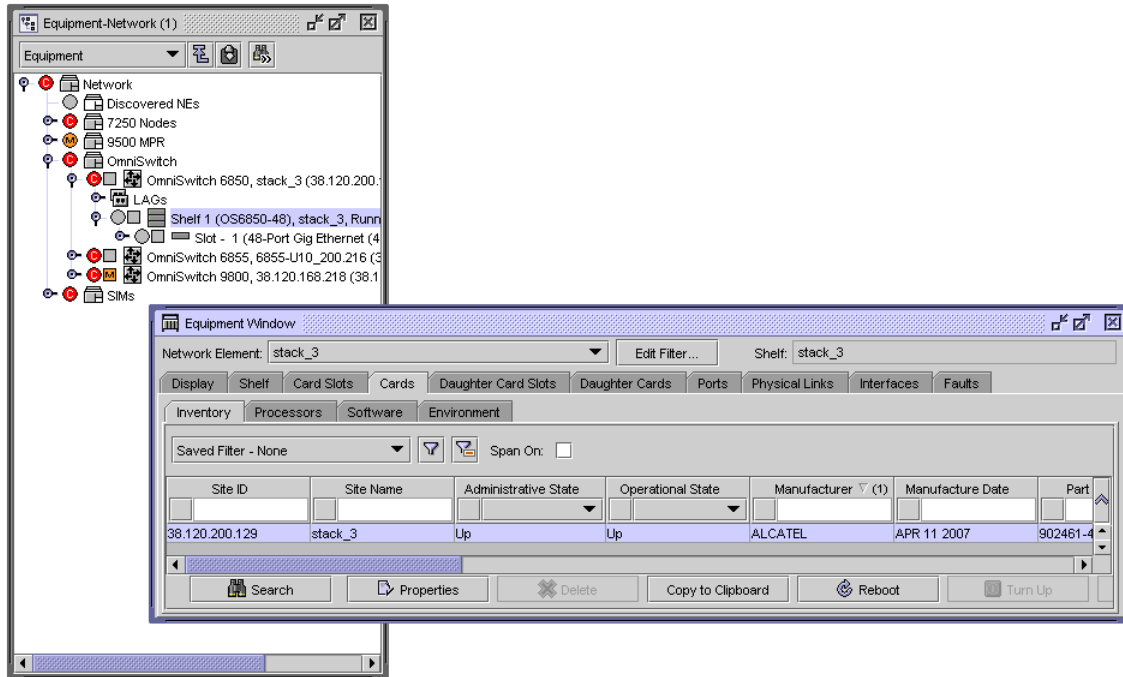 Equipment-Network (1)
Equipment
C Network
Discovered NEs
C 7250 Nodes
M 9500 MPR
C OmniSwitch
C OmniSwitch 6850, stack_3 (38.120.200.
LAGs
Shelf 1 (OS6850-48), stack_3, Runn
Slot - 1 (48-Port Gig Ethernet (4
C OmniSwitch 6855, 6855-U10_200.216 (3
C M OmniSwitch 9800, 38.120.168.218 (38.1
C SIMs
Equipment Window
Network Element: stack_3 Edit Filter... Shelf: stack_3
Display Shelf Card Slots Cards Daughter Card Slots Daughter Cards Ports Physical Links Interfaces Faults
Inventory Processors Software Environment
Saved Filter - None Span On:
Site ID Site Name Administrative State Operational State Manufacturer (1) Manufacture Date Part
38.120.200.129 stack_3 Up Up ALCATEL APR 11 2007 902461-4
Search Properties Delete Copy to Clipboard Reboot Turn Up